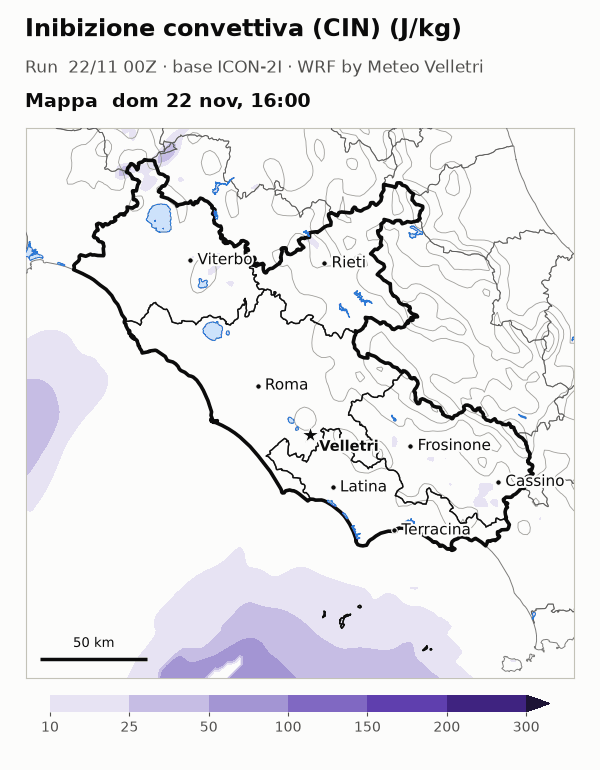 Inibizione convettiva (CIN) (J/kg)
Run  22/11 00Z · base ICON-2I · WRF by Meteo Velletri
Mappa  dom 22 nov, 16:00
Viterbo
Rieti
Roma
Velletri
Frosinone
Latina
Cassino
Terracina
50 km
10 25 50 100 150 200 300